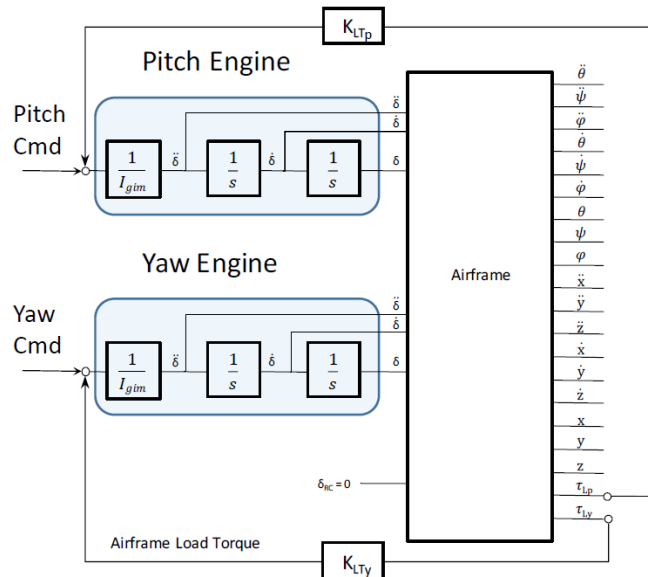 K_LTp
Pitch Engine
Pitch
Cmd
δ̈
δ̇
1
I_gim
δ̈
1
s
δ̇
1
s
δ
Yaw Engine
Yaw
Cmd
δ̈
δ̇
1
I_gim
δ̈
1
s
δ̇
1
s
δ
δ_RC = 0
Airframe
θ̈
ψ̈
φ̈
θ̇
ψ̇
φ̇
θ
ψ
φ
ẍ
ÿ
z̈
ẋ
ẏ
ż
x
y
z
τ_Lp
τ_Ly
Airframe Load Torque
K_LTy